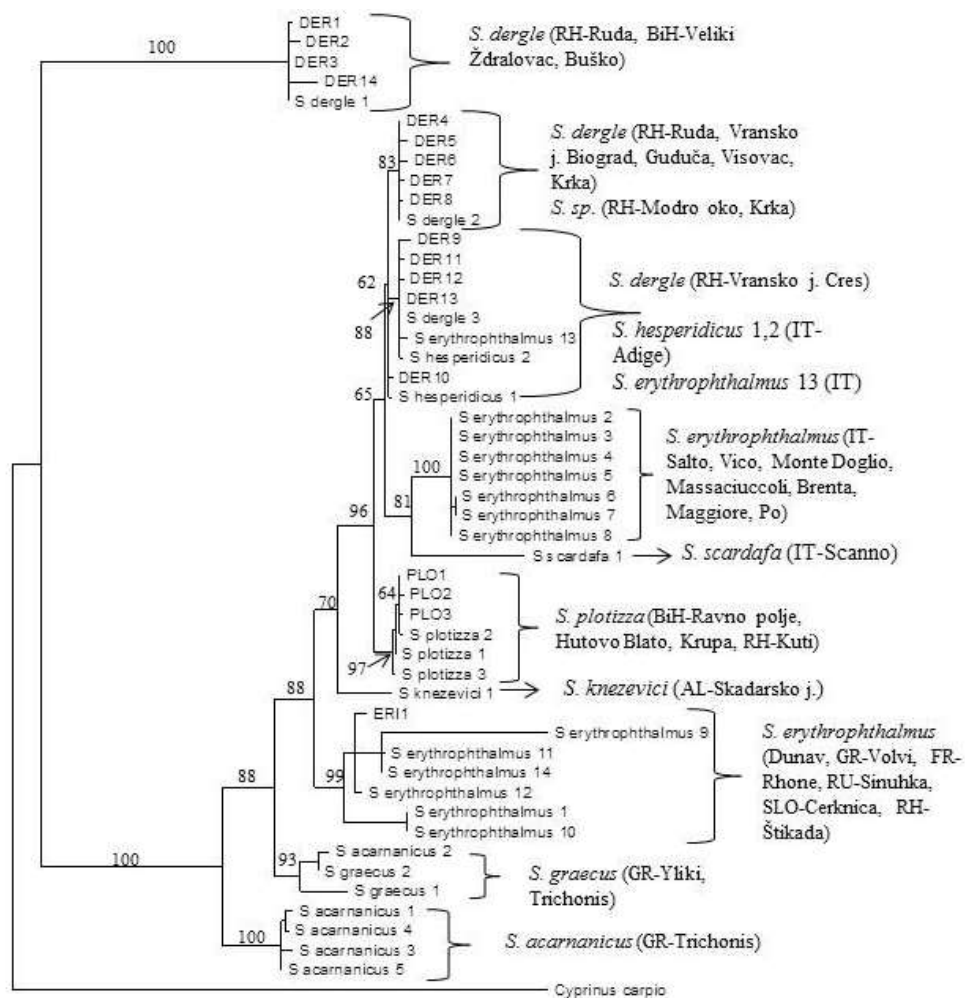 DER1
DER2
DER3
DER14
S dergle 1
100
S. dergle (RH-Ruda, BiH-Veliki
Ždralovac, Buško)
DER4
DER5
DER6
DER7
DER8
S dergle 2
83
S. dergle (RH-Ruda, Vransko
j. Biograd, Guduča, Visovac,
Krka)
S. sp. (RH-Modro oko, Krka)
DER9
DER11
DER12
DER13
S dergle 3
S erythrophthalmus 13
S hesperidicus 2
DER10
S hesperidicus 1
62
88
S. dergle (RH-Vransko j. Cres)
S. hesperidicus 1,2 (IT-
Adige)
S. erythrophthalmus 13 (IT)
65
S erythrophthalmus 2
S erythrophthalmus 3
S erythrophthalmus 4
S erythrophthalmus 5
S erythrophthalmus 6
S erythrophthalmus 7
S erythrophthalmus 8
100
81
S. erythrophthalmus (IT-
Salto, Vico, Monte Doglio,
Massaciuccoli, Brenta,
Maggiore, Po)
S scardafa 1
S. scardafa (IT-Scanno)
96
PLO1
PLO2
PLO3
S plotizza 2
S plotizza 1
S plotizza 3
64
97
S. plotizza (BiH-Ravno polje,
Hutovo Blato, Krupa, RH-Kuti)
70
S knezevici 1
S. knezevici (AL-Skadarsko j.)
88
ERI1
S erythrophthalmus 9
S erythrophthalmus 11
S erythrophthalmus 14
S erythrophthalmus 12
S erythrophthalmus 1
S erythrophthalmus 10
99
S. erythrophthalmus
(Dunav, GR-Volvi, FR-
Rhone, RU-Sinuhka,
SLO-Cerknica, RH-
Štikada)
88
S acarnanicus 2
S graecus 2
S graecus 1
93
S. graecus (GR-Yliki,
Trichonis)
100
S acarnanicus 1
S acarnanicus 4
S acarnanicus 3
S acarnanicus 5
100
S. acarnanicus (GR-Trichonis)
Cyprinus carpio